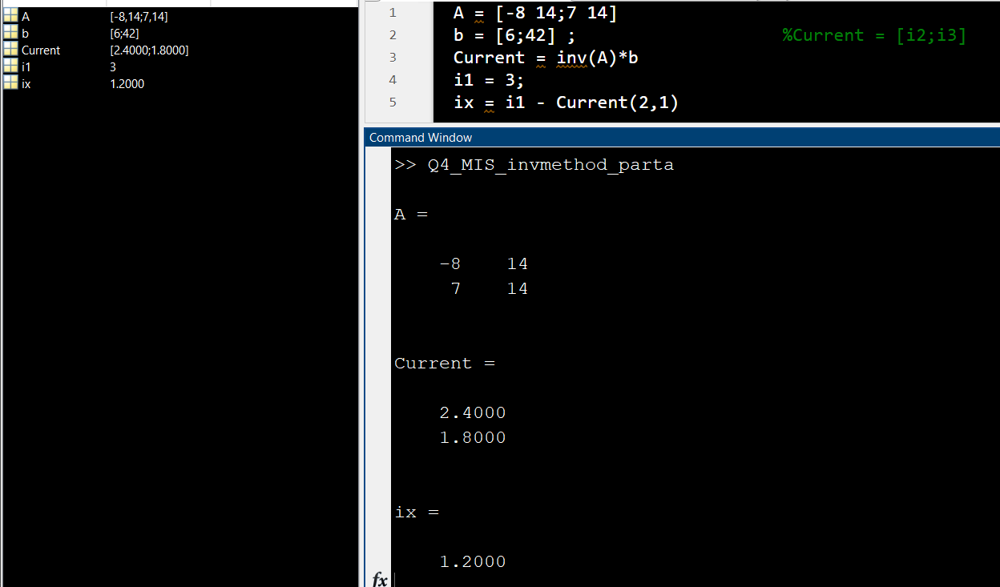 A [-8,14;7,14]
b [6;42]
Current [2.4000;1.8000]
i1 3
ix 1.2000
1 A = [-8 14;7 14]
2 b = [6;42] ; %Current = [i2;i3]
3 Current = inv(A)*b
4 i1 = 3;
5 ix = i1 - Current(2,1)
Command Window
>> Q4_MIS_invmethod_parta
A =
-8 14
7 14
Current =
2.4000
1.8000
ix =
1.2000
fx